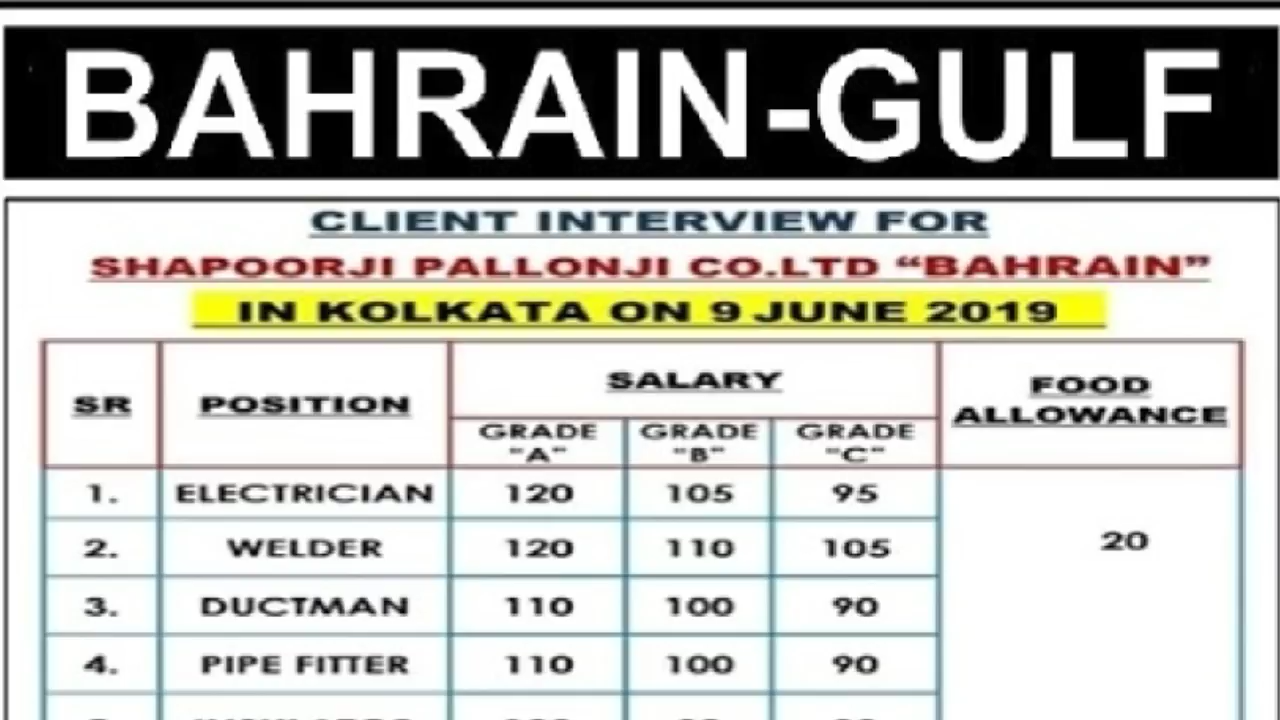 BAHRAIN-GULF
CLIENT INTERVIEW FOR
SHAPOORJI PALLONJI CO.LTD “BAHRAIN”
IN KOLKATA ON 9 JUNE 2019
SR POSITION SALARY FOOD ALLOWANCE
GRADE "A" GRADE "B" GRADE "C"
1. ELECTRICIAN 120 105 95
20
2. WELDER 120 110 105
3. DUCTMAN 110 100 90
4. PIPE FITTER 110 100 90